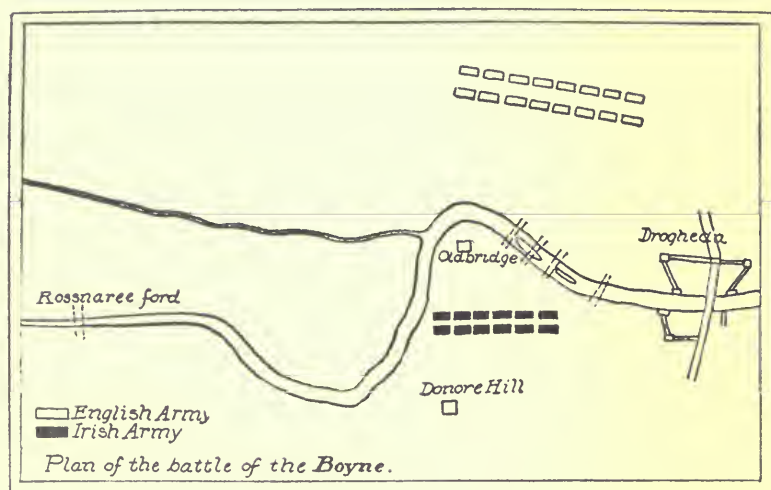 Drogheda
Oldbridge
Rossnaree ford
Donore Hill
English Army
Irish Army
Plan of the battle of the Boyne.